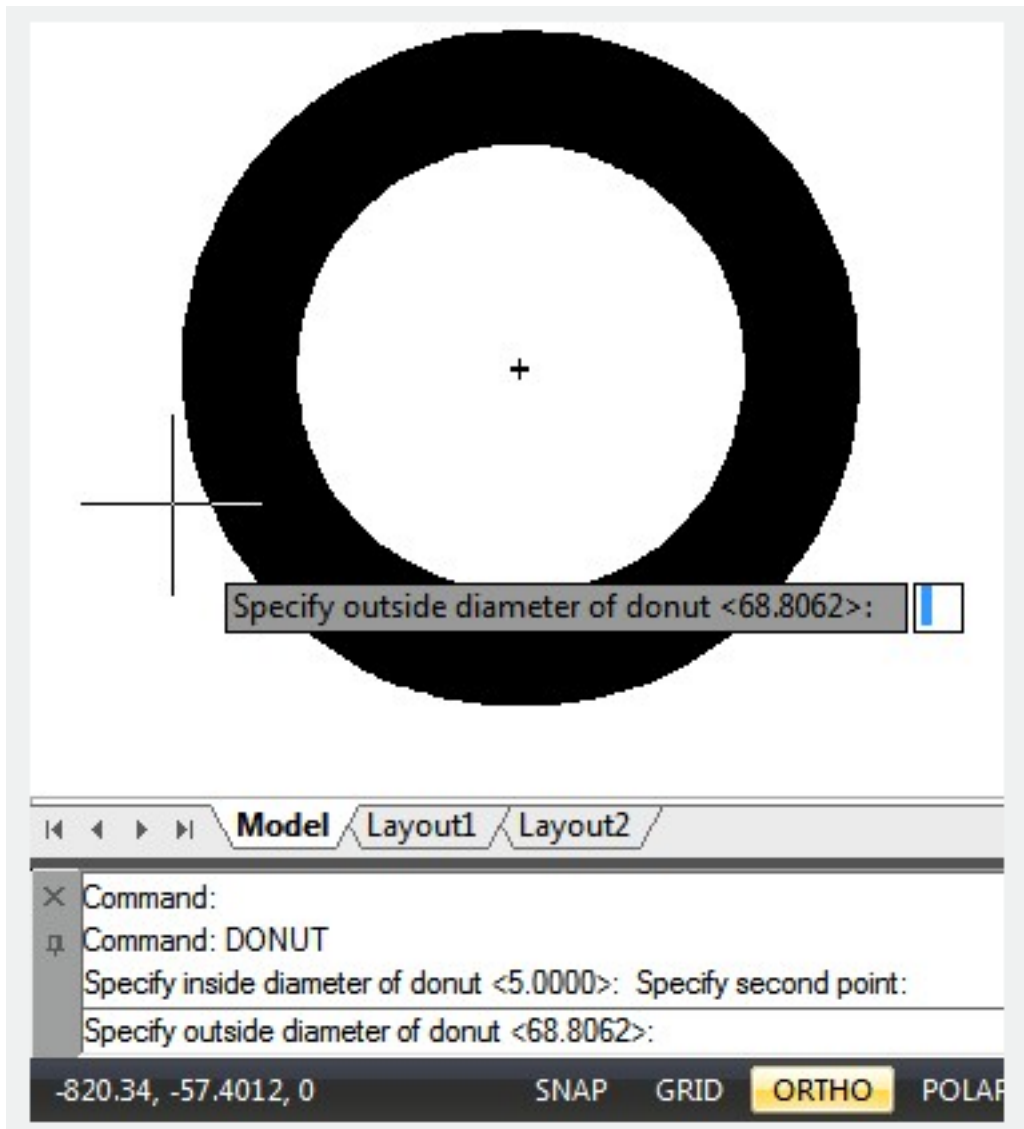 Specify outside diameter of donut <68.8062>:
Model Layout1 Layout2
Command:
Command: DONUT
Specify inside diameter of donut <5.0000>: Specify second point:
Specify outside diameter of donut <68.8062>:
-820.34, -57.4012, 0 SNAP GRID ORTHO POLAR